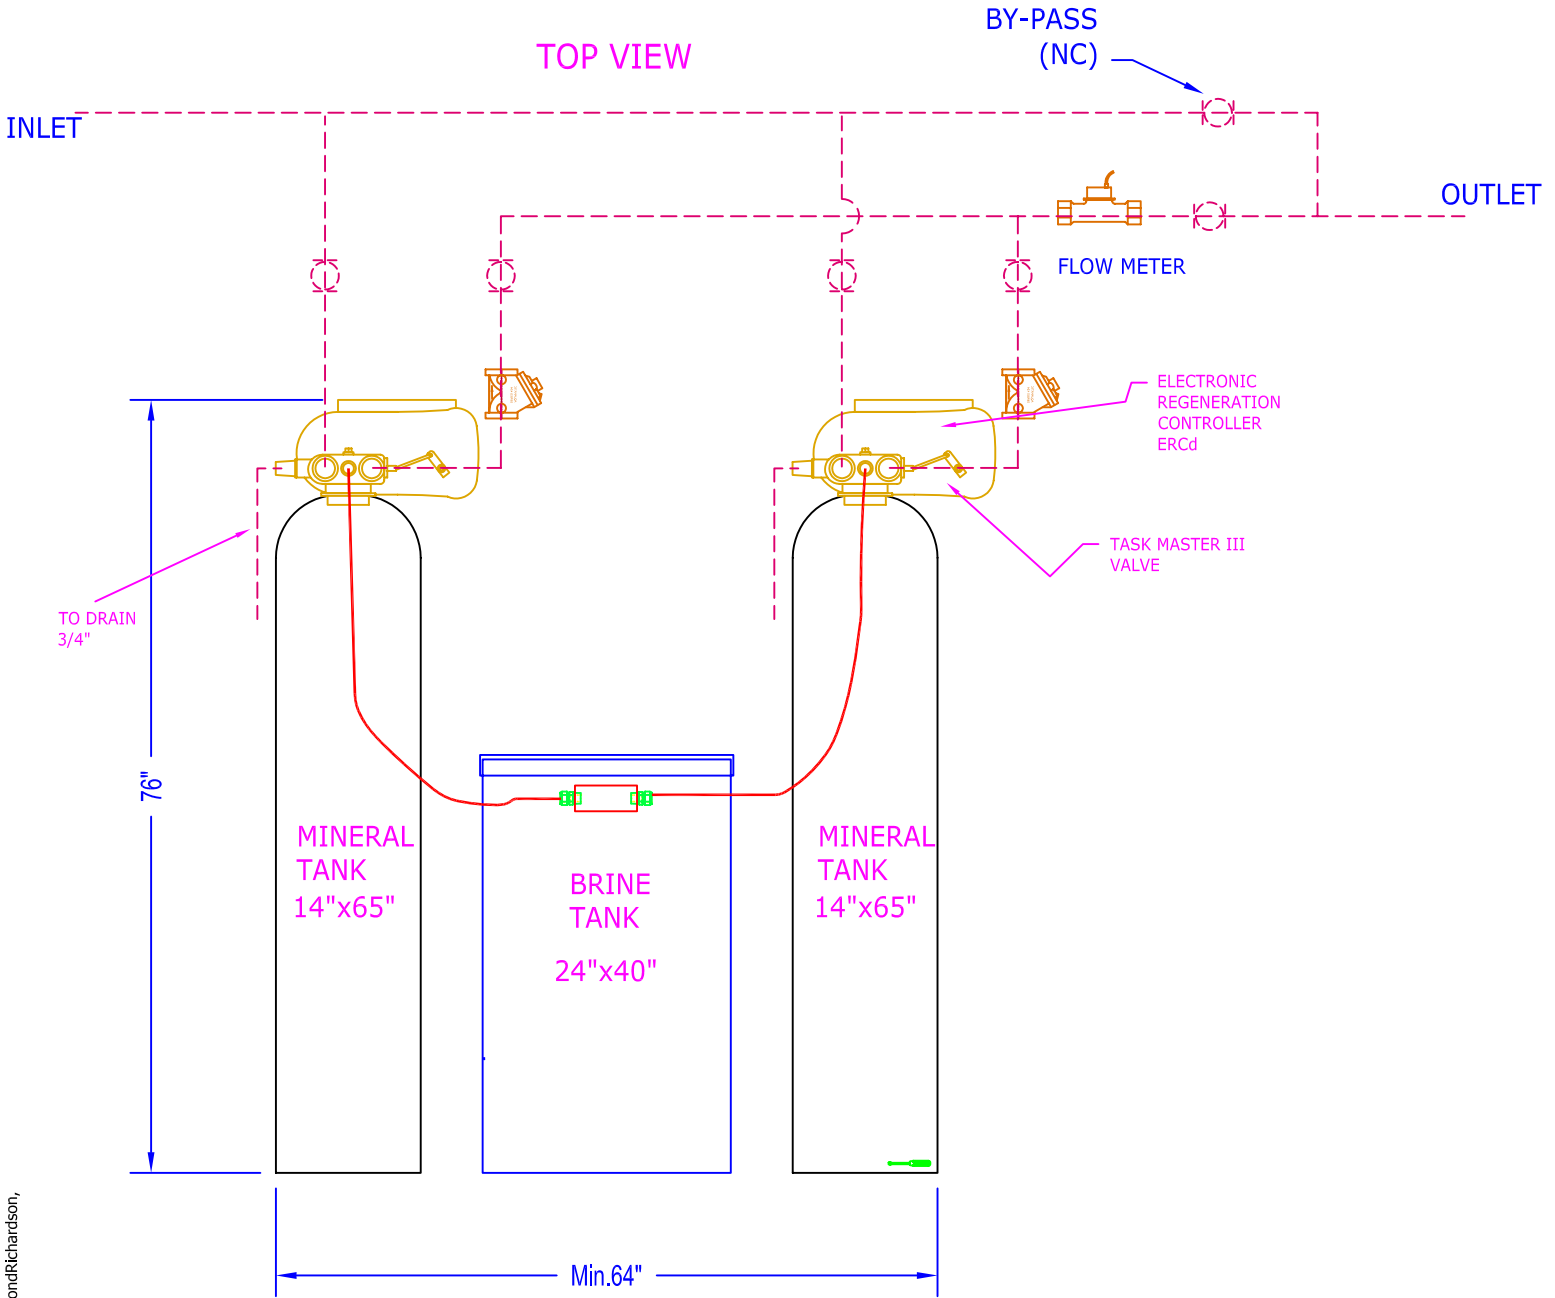 BY-PASS
(NC)
TOP VIEW
INLET
OUTLET
FLOW METER
ELECTRONIC
REGENERATION
CONTROLLER
ERCd
TASK MASTER III
VALVE
TO DRAIN
3/4"
76"
MINERAL
TANK
14"x65"
BRINE
TANK
24"x40"
MINERAL
TANK
14"x65"
Min.64"
ondRichardson,